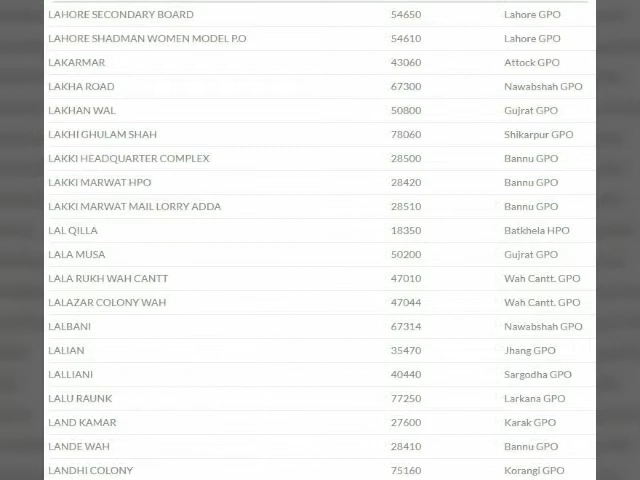 LAHORE SECONDARY BOARD 54650 Lahore GPO
LAHORE SHADMAN WOMEN MODEL P.O 54610 Lahore GPO
LAKARMAR 43060 Attock GPO
LAKHA ROAD 67300 Nawabshah GPO
LAKHAN WAL 50800 Gujrat GPO
LAKHI GHULAM SHAH 78060 Shikarpur GPO
LAKKI HEADQUARTER COMPLEX 28500 Bannu GPO
LAKKI MARWAT HPO 28420 Bannu GPO
LAKKI MARWAT MAIL LORRY ADDA 28510 Bannu GPO
LAL QILLA 18350 Batkhela HPO
LALA MUSA 50200 Gujrat GPO
LALA RUKH WAH CANTT 47010 Wah Cantt. GPO
LALAZAR COLONY WAH 47044 Wah Cantt. GPO
LALBANI 67314 Nawabshah GPO
LALIAN 35470 Jhang GPO
LALLIANI 40440 Sargodha GPO
LALU RAUNK 77250 Larkana GPO
LAND KAMAR 27600 Karak GPO
LANDE WAH 28410 Bannu GPO
LANDHI COLONY 75160 Korangi GPO